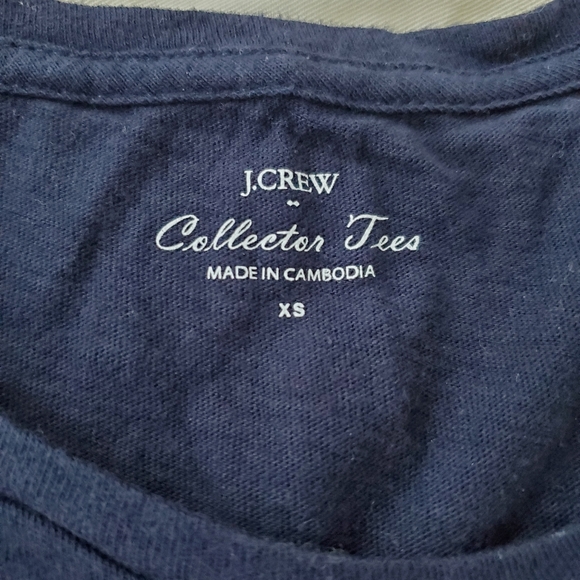 J.CREW
Collector Tees
MADE IN CAMBODIA
XS